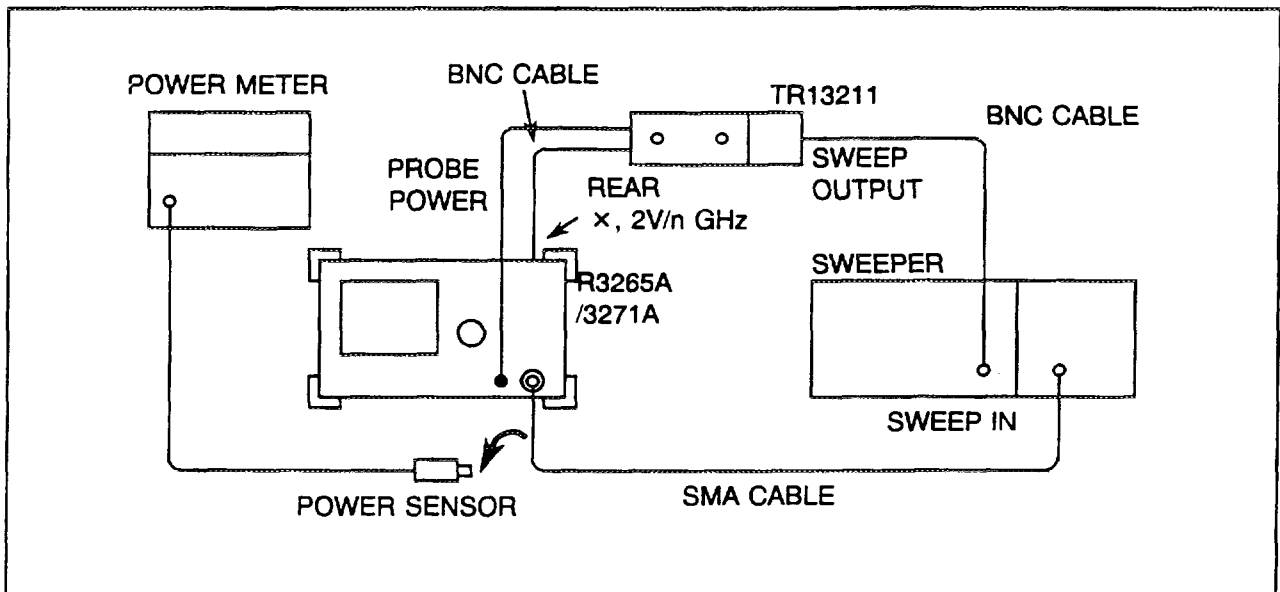 POWER METER
BNC CABLE
TR13211
BNC CABLE
PROBE
POWER
SWEEP
OUTPUT
REAR
×, 2V/n GHz
SWEEPER
R3265A
/3271A
SWEEP IN
POWER SENSOR
SMA CABLE